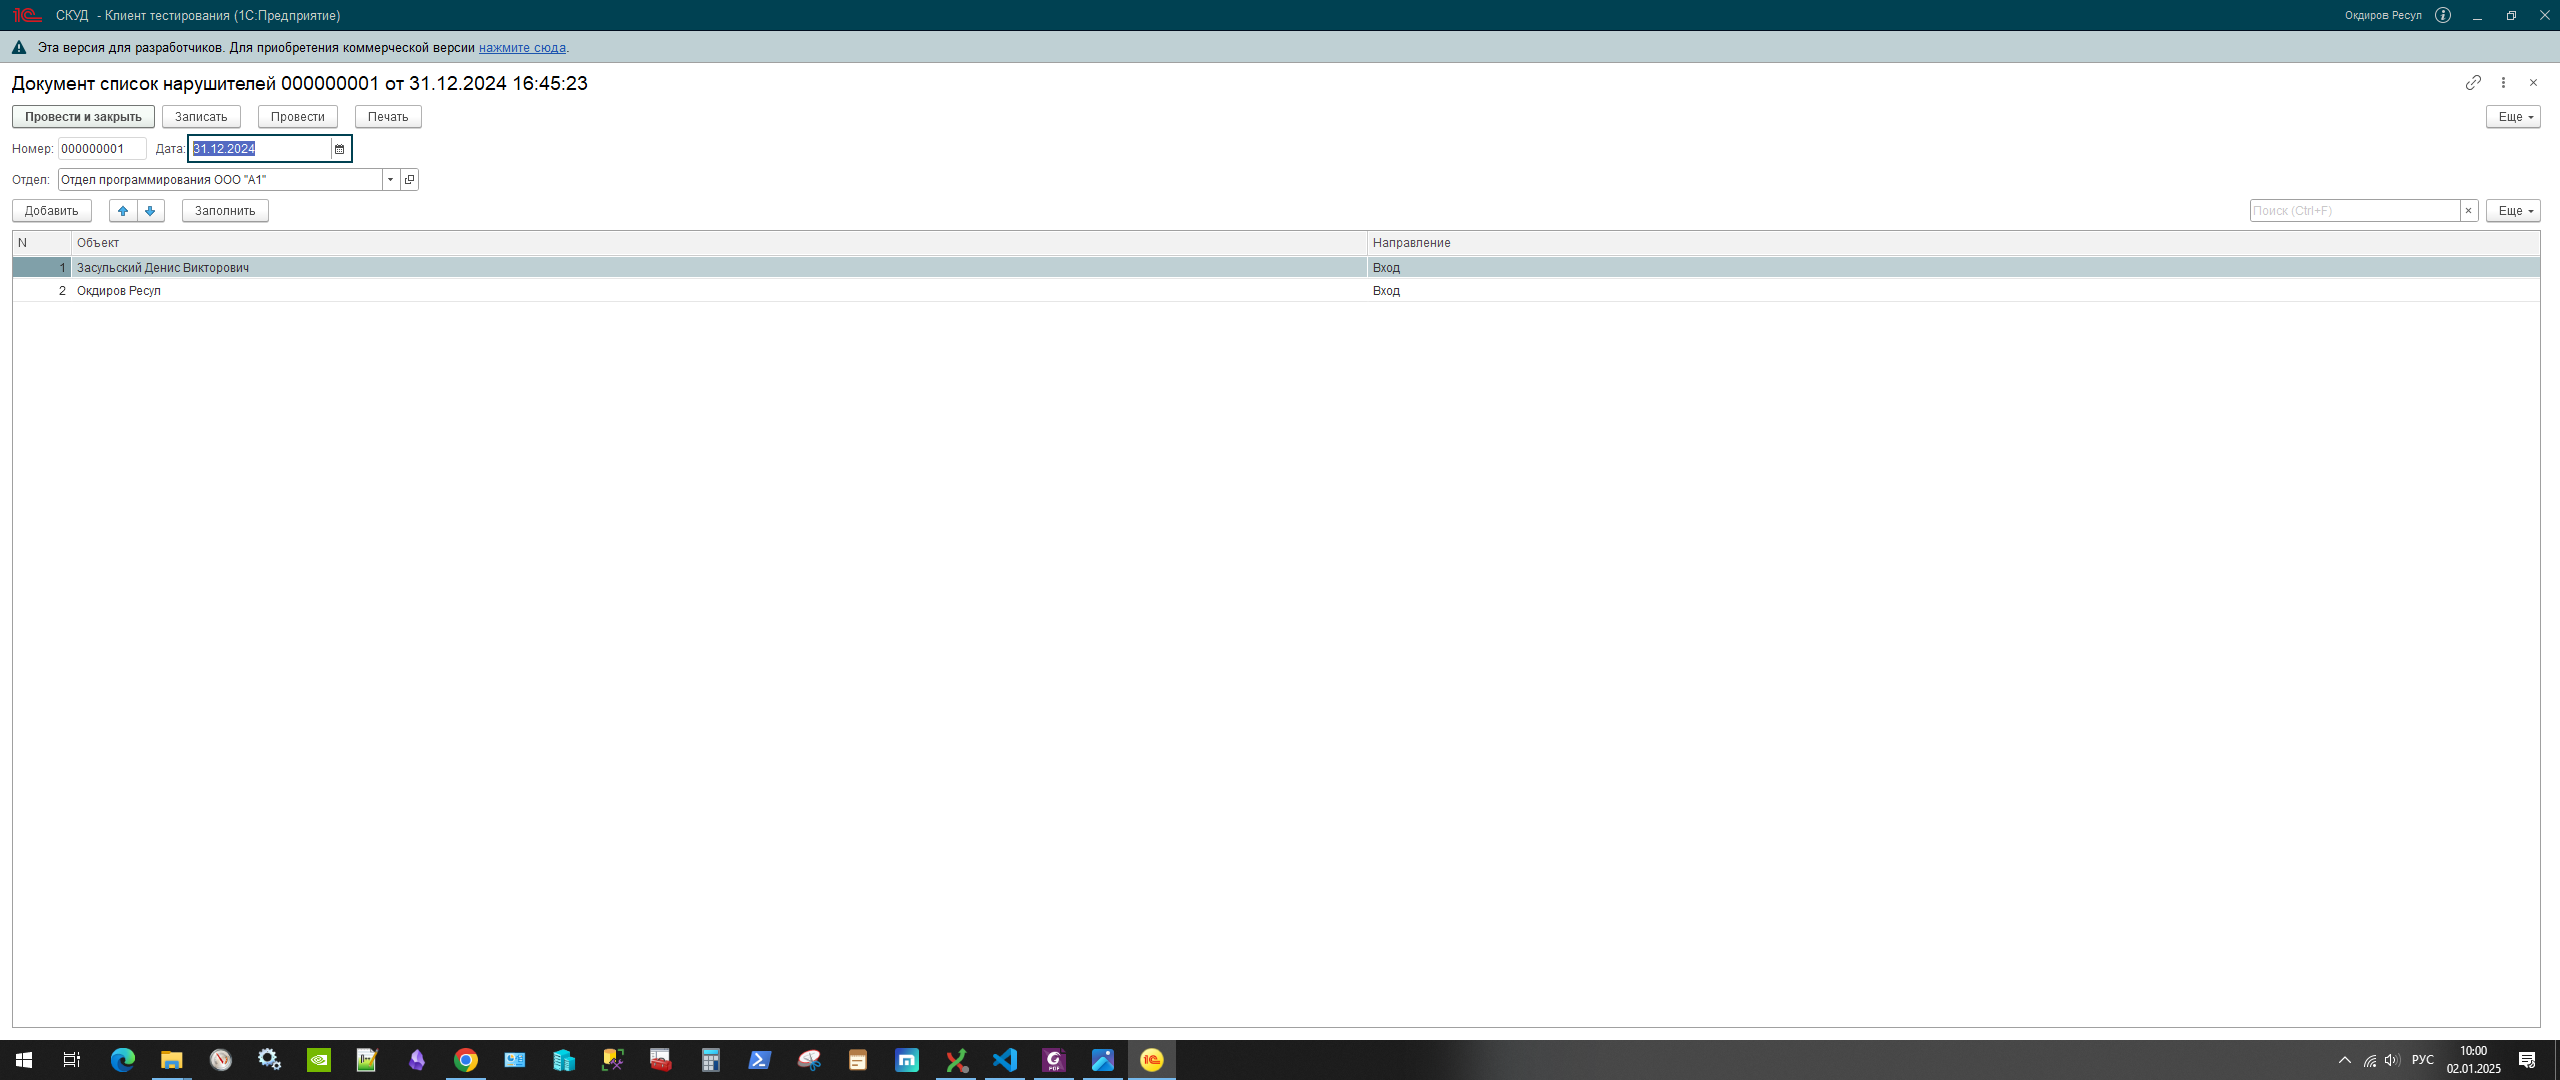 СКУД - Клиент тестирования (1С:Предприятие)
Окдиров Ресул
Эта версия для разработчиков. Для приобретения коммерческой версии нажмите сюда.
Документ список нарушителей 000000001 от 31.12.2024 16:45:23
Провести и закрыть Записать Провести Печать Еще
Номер: 000000001 Дата: 31.12.2024
Отдел: Отдел программирования ООО "А1"
Добавить Заполнить Поиск (Ctrl+F) × Еще
N Объект Направление
1 Засульский Денис Викторович Вход
2 Окдиров Ресул Вход
РУС
10:00
02.01.2025